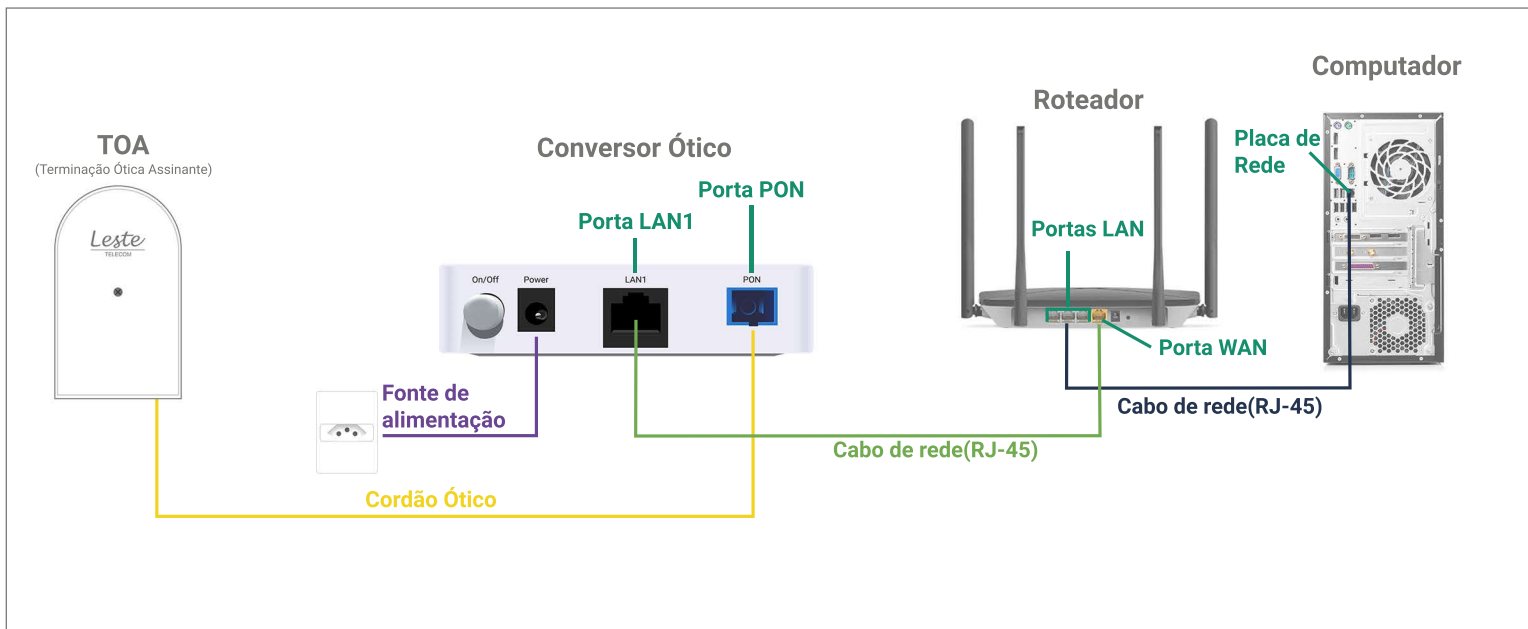 TOA
(Terminação Ótica Assinante)
Leste
TELECOM
Conversor Ótico
Porta PON
Porta LAN1
On/Off
Power
LAN1
PON
Fonte de
alimentação
Cordão Ótico
Cabo de rede(RJ-45)
Roteador
Portas LAN
Porta WAN
Cabo de rede(RJ-45)
Computador
Placa de
Rede